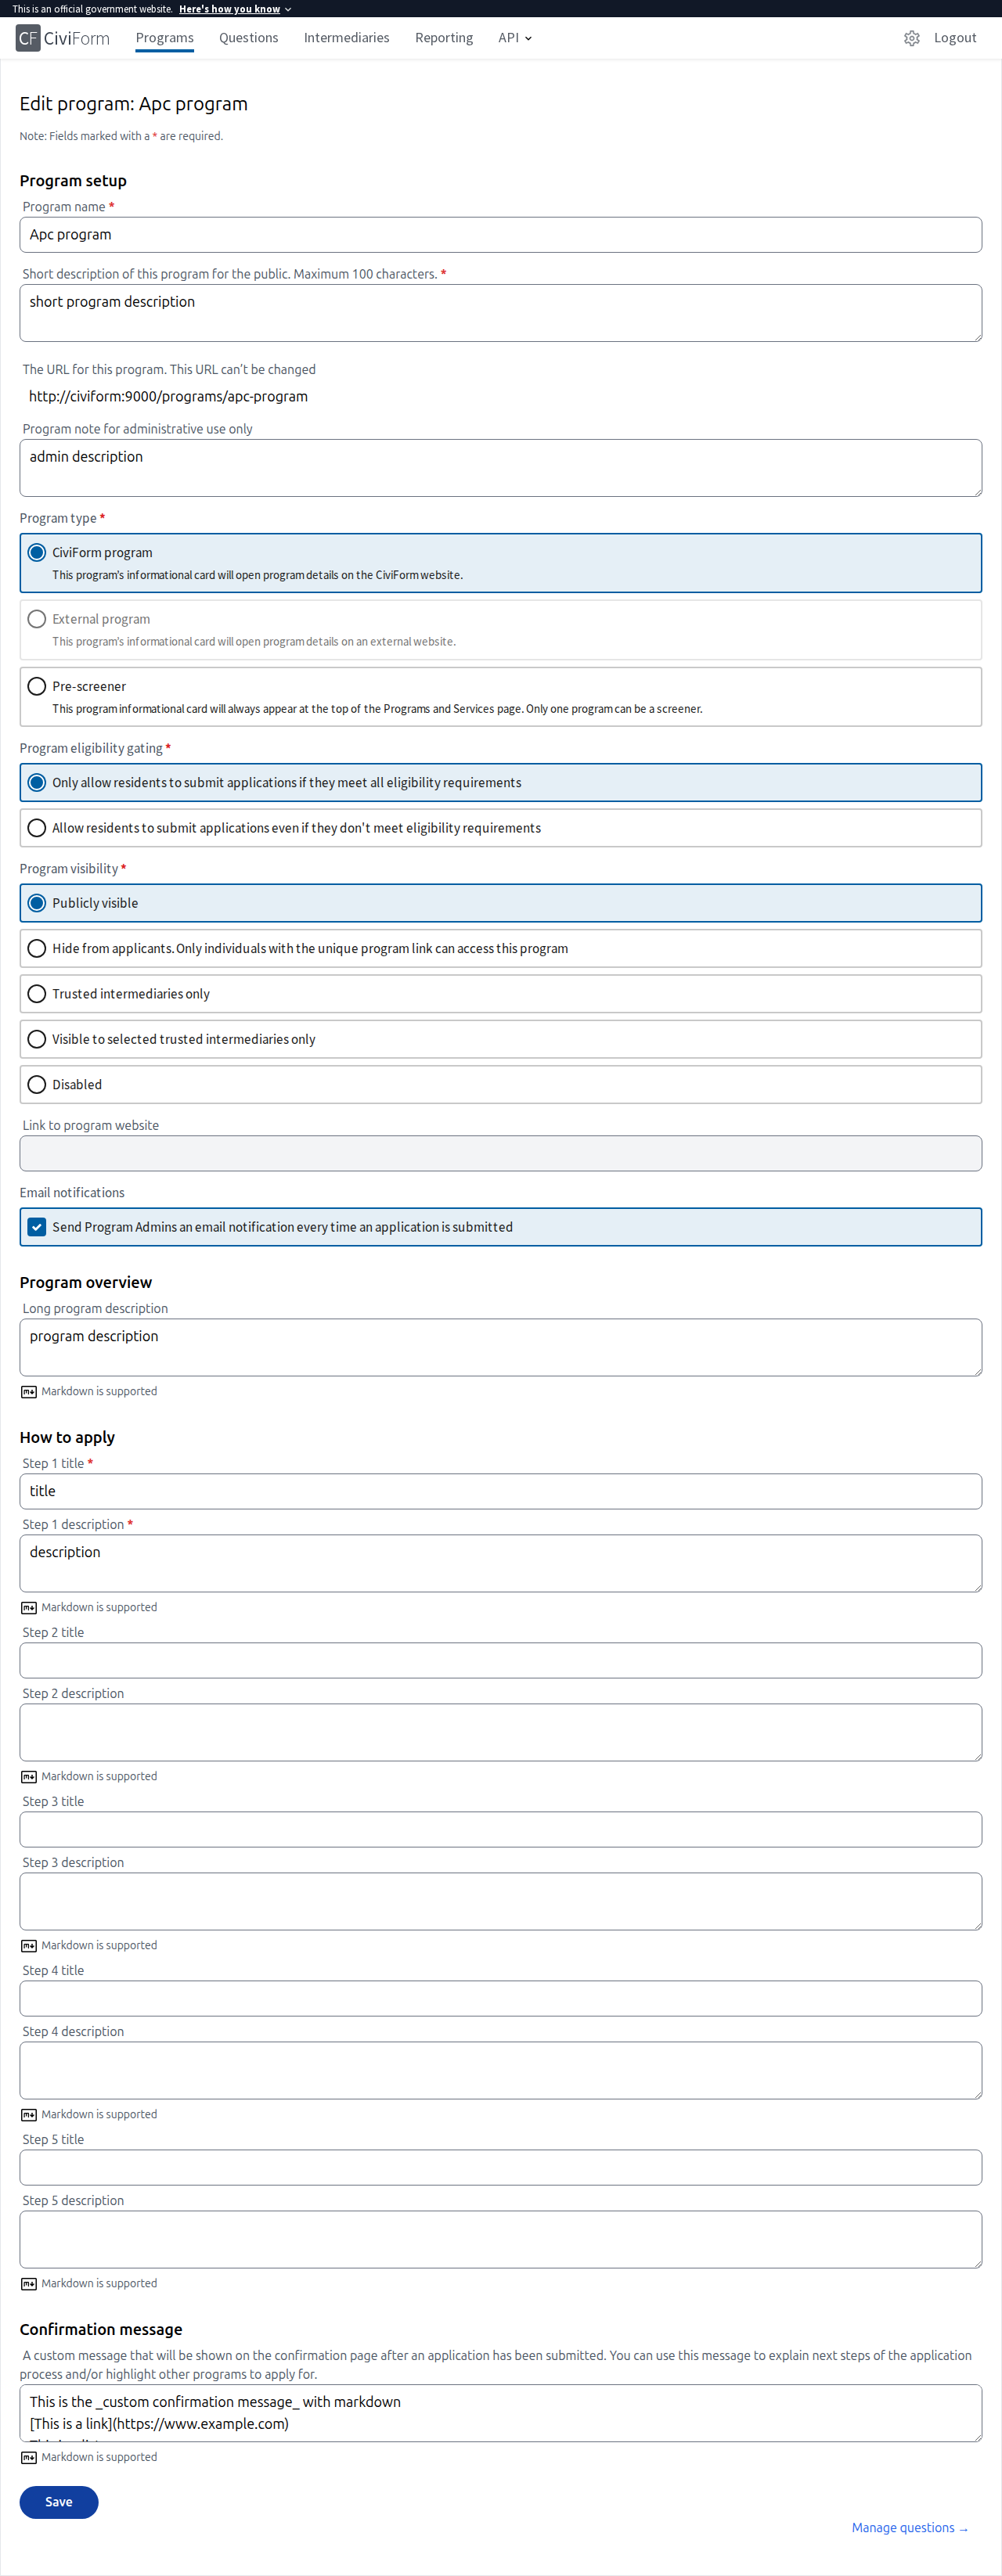 This is an official government website. Here's how you know
CF CiviForm Programs Questions Intermediaries Reporting API Logout
Edit program: Apc program
Note: Fields marked with a * are required.
Program setup
Program name *
Apc program
Short description of this program for the public. Maximum 100 characters. *
short program description
The URL for this program. This URL can't be changed
http://civiform:9000/programs/apc-program
Program note for administrative use only
admin description
Program type *
CiviForm program
This program's informational card will open program details on the CiviForm website.
External program
This program's informational card will open program details on an external website.
Pre-screener
This program informational card will always appear at the top of the Programs and Services page. Only one program can be a screener.
Program eligibility gating *
Only allow residents to submit applications if they meet all eligibility requirements
Allow residents to submit applications even if they don't meet eligibility requirements
Program visibility *
Publicly visible
Hide from applicants. Only individuals with the unique program link can access this program
Trusted intermediaries only
Visible to selected trusted intermediaries only
Disabled
Link to program website
Email notifications
Send Program Admins an email notification every time an application is submitted
Program overview
Long program description
program description
Markdown is supported
How to apply
Step 1 title *
title
Step 1 description *
description
Markdown is supported
Step 2 title
Step 2 description
Markdown is supported
Step 3 title
Step 3 description
Markdown is supported
Step 4 title
Step 4 description
Markdown is supported
Step 5 title
Step 5 description
Markdown is supported
Confirmation message
A custom message that will be shown on the confirmation page after an application has been submitted. You can use this message to explain next steps of the application
process and/or highlight other programs to apply for.
This is the _custom confirmation message_ with markdown
[This is a link](https://www.example.com)
Markdown is supported
Save
Manage questions →